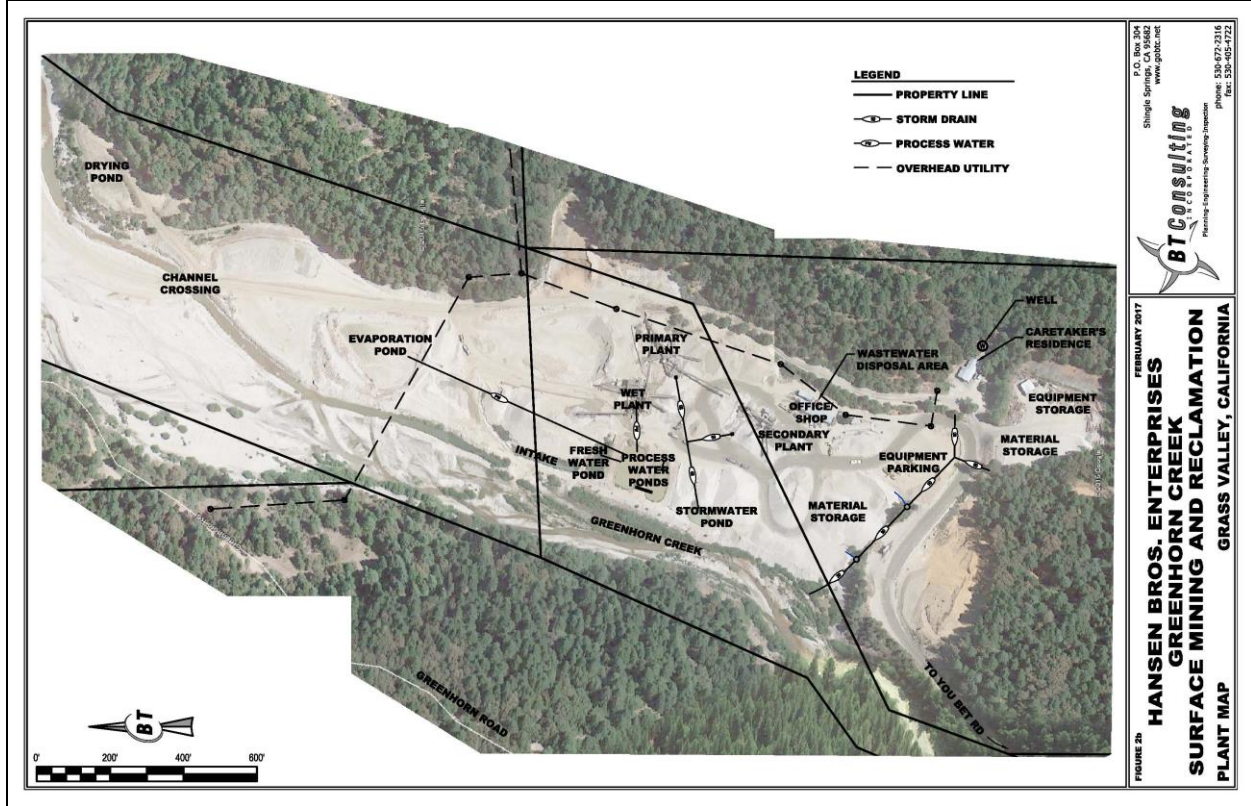 LEGEND
PROPERTY LINE
STORM DRAIN
PROCESS WATER
OVERHEAD UTILITY
DRYING
POND
CHANNEL
CROSSING
EVAPORATION
POND
PRIMARY
PLANT
WET
PLANT
INTAKE
FRESH
WATER
POND
PROCESS
WATER
PONDS
STORMWATER
POND
GREENHORN CREEK
WELL
CARETAKER'S
RESIDENCE
WASTEWATER
DISPOSAL AREA
OFFICE/
SHOP
SECONDARY
PLANT
EQUIPMENT
STORAGE
MATERIAL
STORAGE
EQUIPMENT
PARKING
MATERIAL
STORAGE
TO YOU BET RD
GREENHORN ROAD
W
BT
0' 200' 400' 600'
P.O. Box 304
Shingle Springs, CA 95682
www.gobtc.net
BT Consulting
INCORPORATED
Planning-Engineering-Surveying-Inspection
phone: 530-672-2316
fax: 530-405-4722
FIGURE 2b
FEBRUARY 2017
HANSEN BROS. ENTERPRISES
GREENHORN CREEK
SURFACE MINING AND RECLAMATION
PLANT MAP
GRASS VALLEY, CALIFORNIA